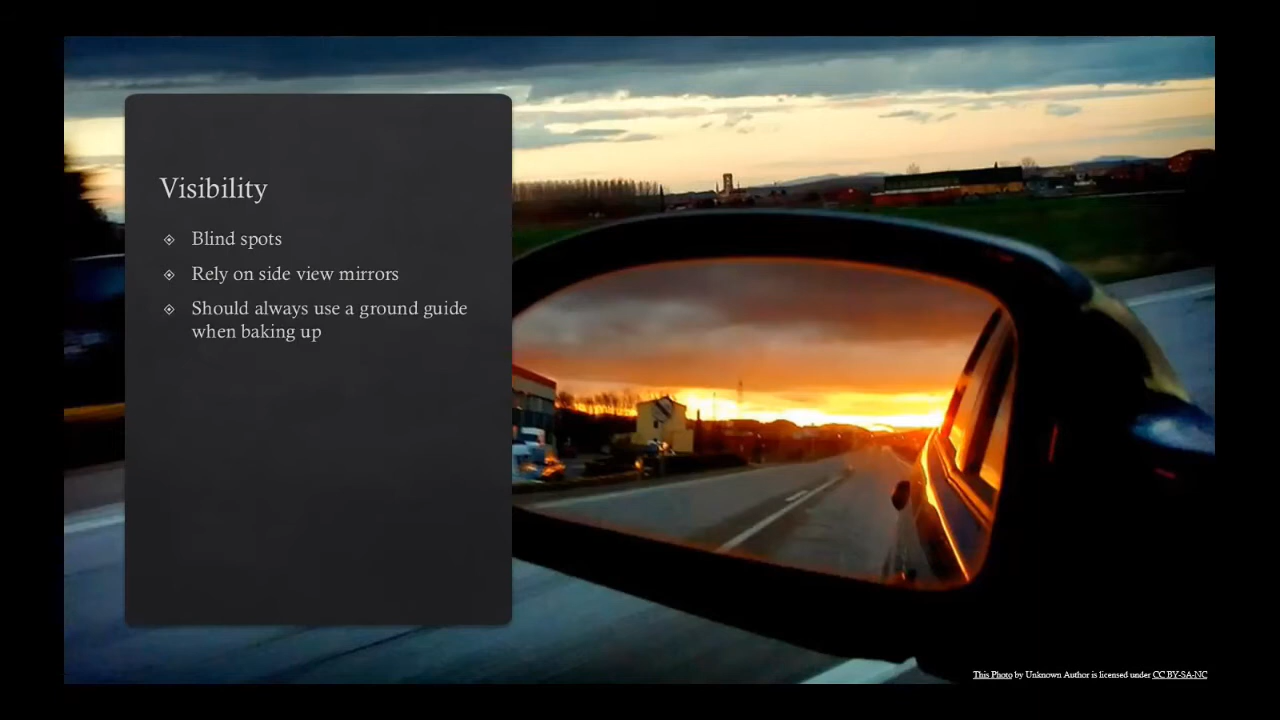 Visibility
Blind spots
Rely on side view mirrors
Should always use a ground guide
when baking up
This Photo by Unknown Author is licensed under CC BY-SA-NC